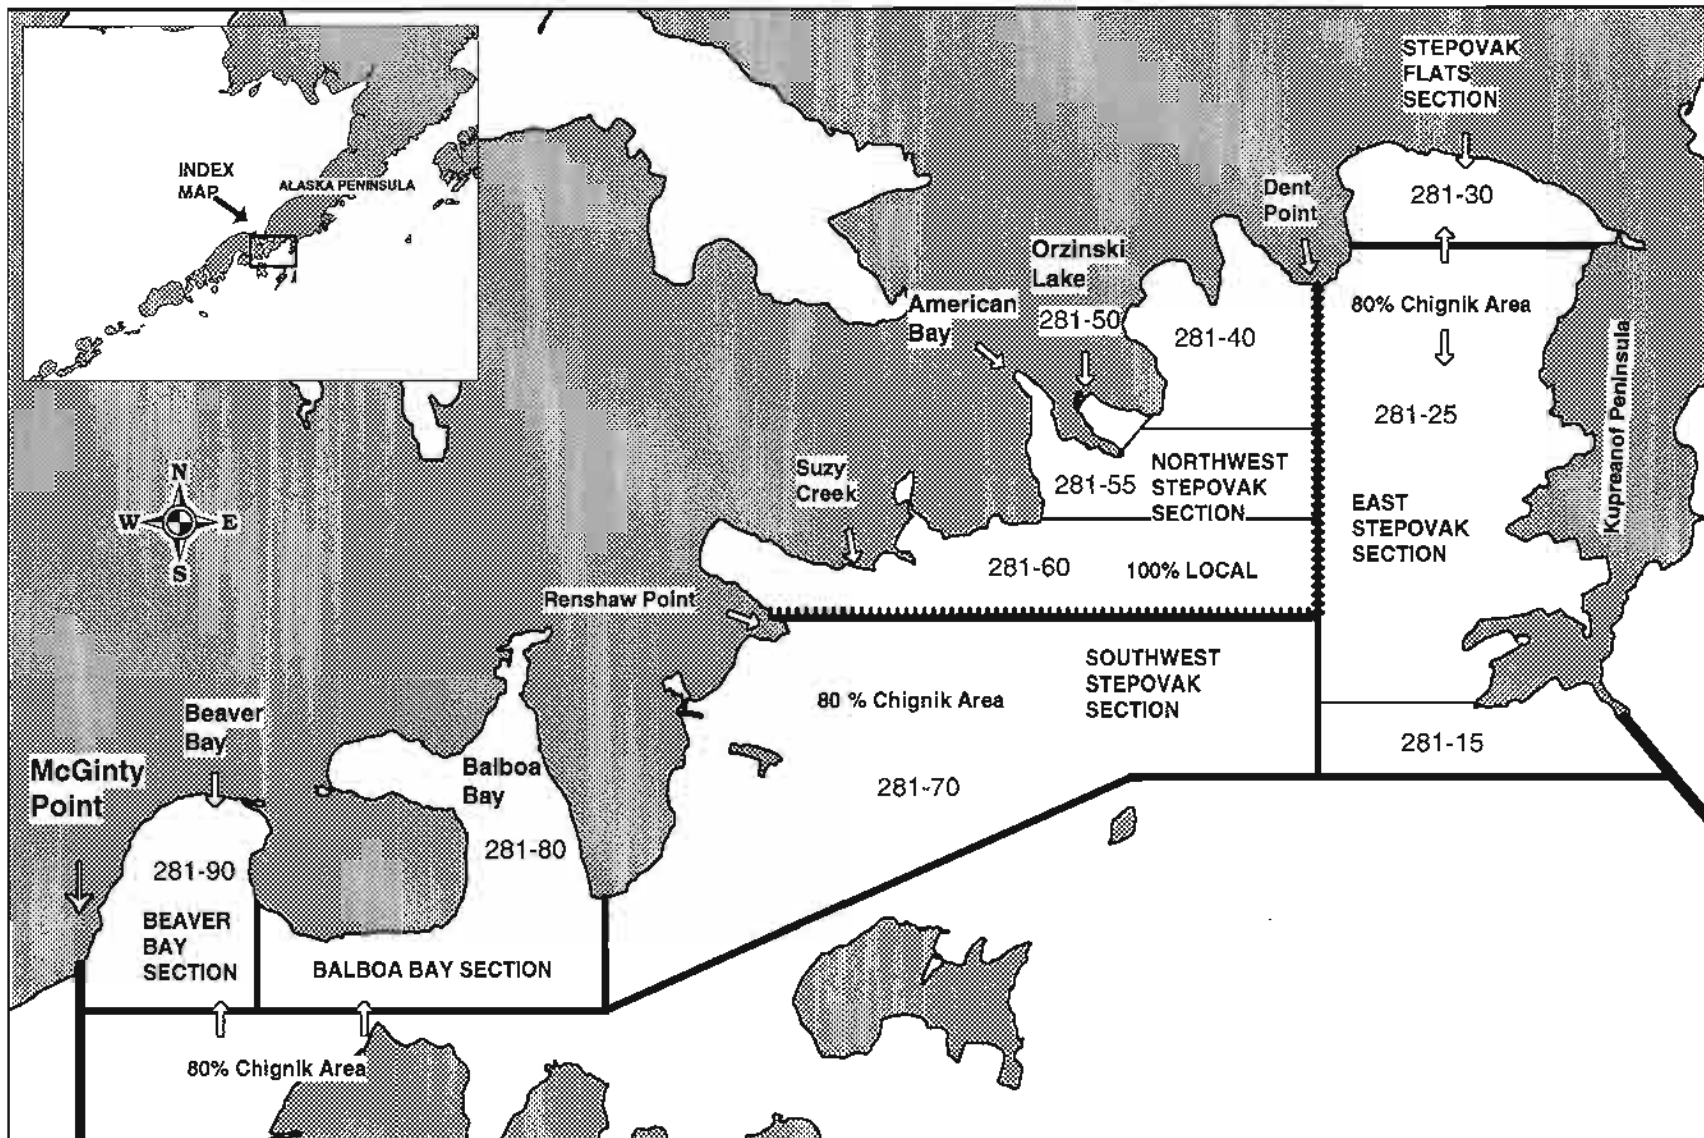 STEPOVAK
FLATS
SECTION
INDEX
MAP
ALASKA PENINSULA
281-30
Dent
Point
Orzinski
Lake
281-50
American
Bay
281-40
80% Chignik Area
281-25
Kupreanof Peninsula
N
W
E
S
Suzy
Creek
281-55
NORTHWEST
STEPOVAK
SECTION
EAST
STEPOVAK
SECTION
281-60
100% LOCAL
Renshaw Point
SOUTHWEST
STEPOVAK
SECTION
80 % Chignik Area
281-70
281-15
Beaver
Bay
McGinty
Point
Balboa
Bay
281-80
281-90
BEAVER
BAY
SECTION
BALBOA BAY SECTION
80% Chignik Area